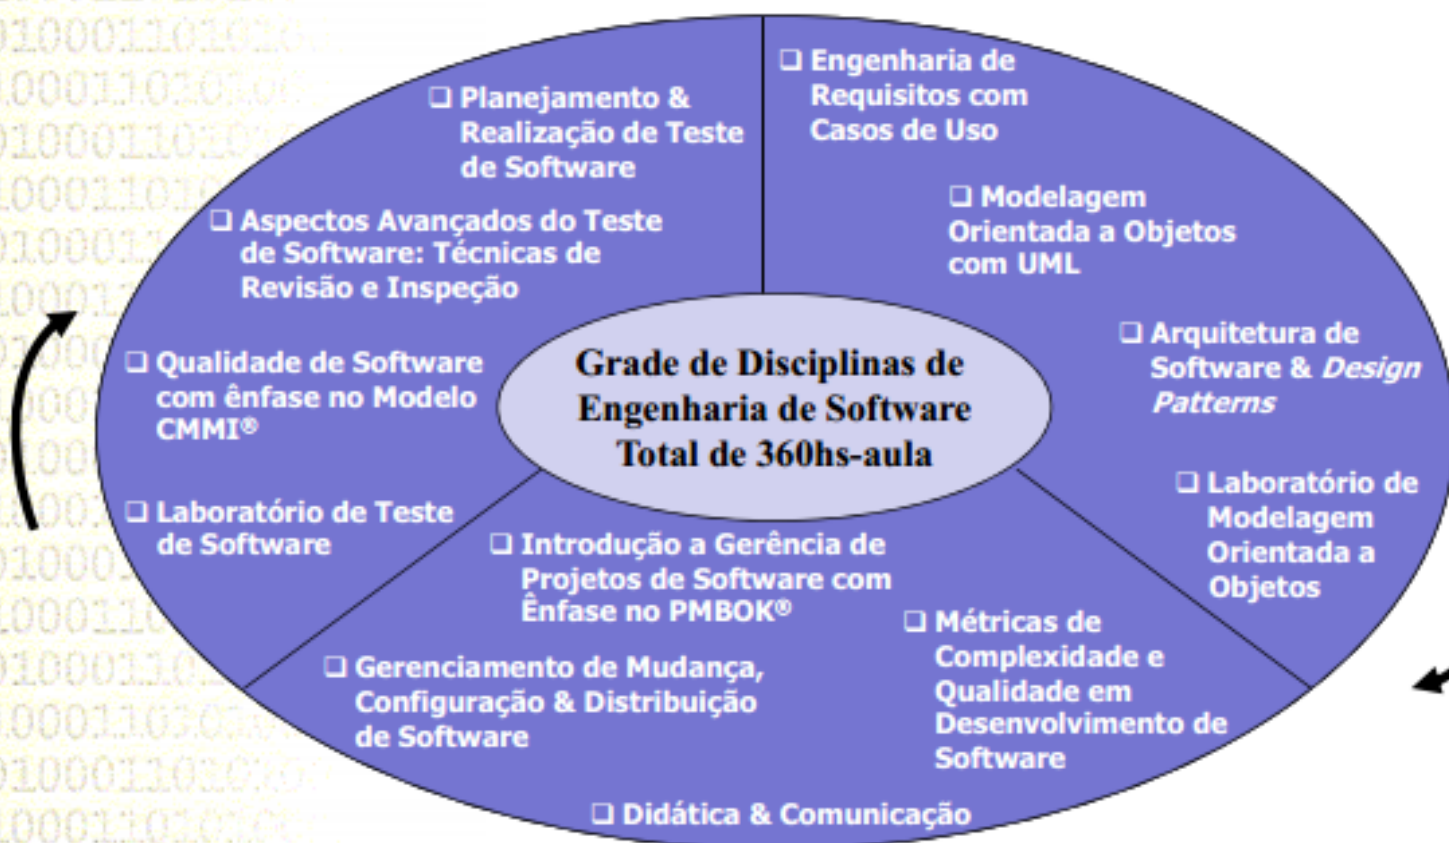 ❑ Planejamento &
Realização de Teste
de Software
❑ Aspectos Avançados do Teste
de Software: Técnicas de
Revisão e Inspeção
❑ Qualidade de Software
com ênfase no Modelo
CMMI®
❑ Laboratório de Teste
de Software
❑ Engenharia de
Requisitos com
Casos de Uso
❑ Modelagem
Orientada a Objetos
com UML
❑ Arquitetura de
Software & Design
Patterns
❑ Laboratório de
Modelagem
Orientada a
Objetos
Grade de Disciplinas de
Engenharia de Software
Total de 360hs-aula
❑ Introdução a Gerência de
Projetos de Software com
Ênfase no PMBOK®
❑ Gerenciamento de Mudança,
Configuração & Distribuição
de Software
❑ Métricas de
Complexidade e
Qualidade em
Desenvolvimento de
Software
❑ Didática & Comunicação